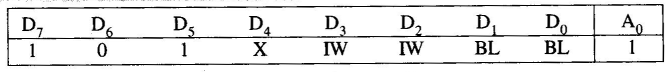 D₇ D₆ D₅ D₄ D₃ D₂ D₁ D₀ A₀
1 0 1 X IW IW BL BL 1